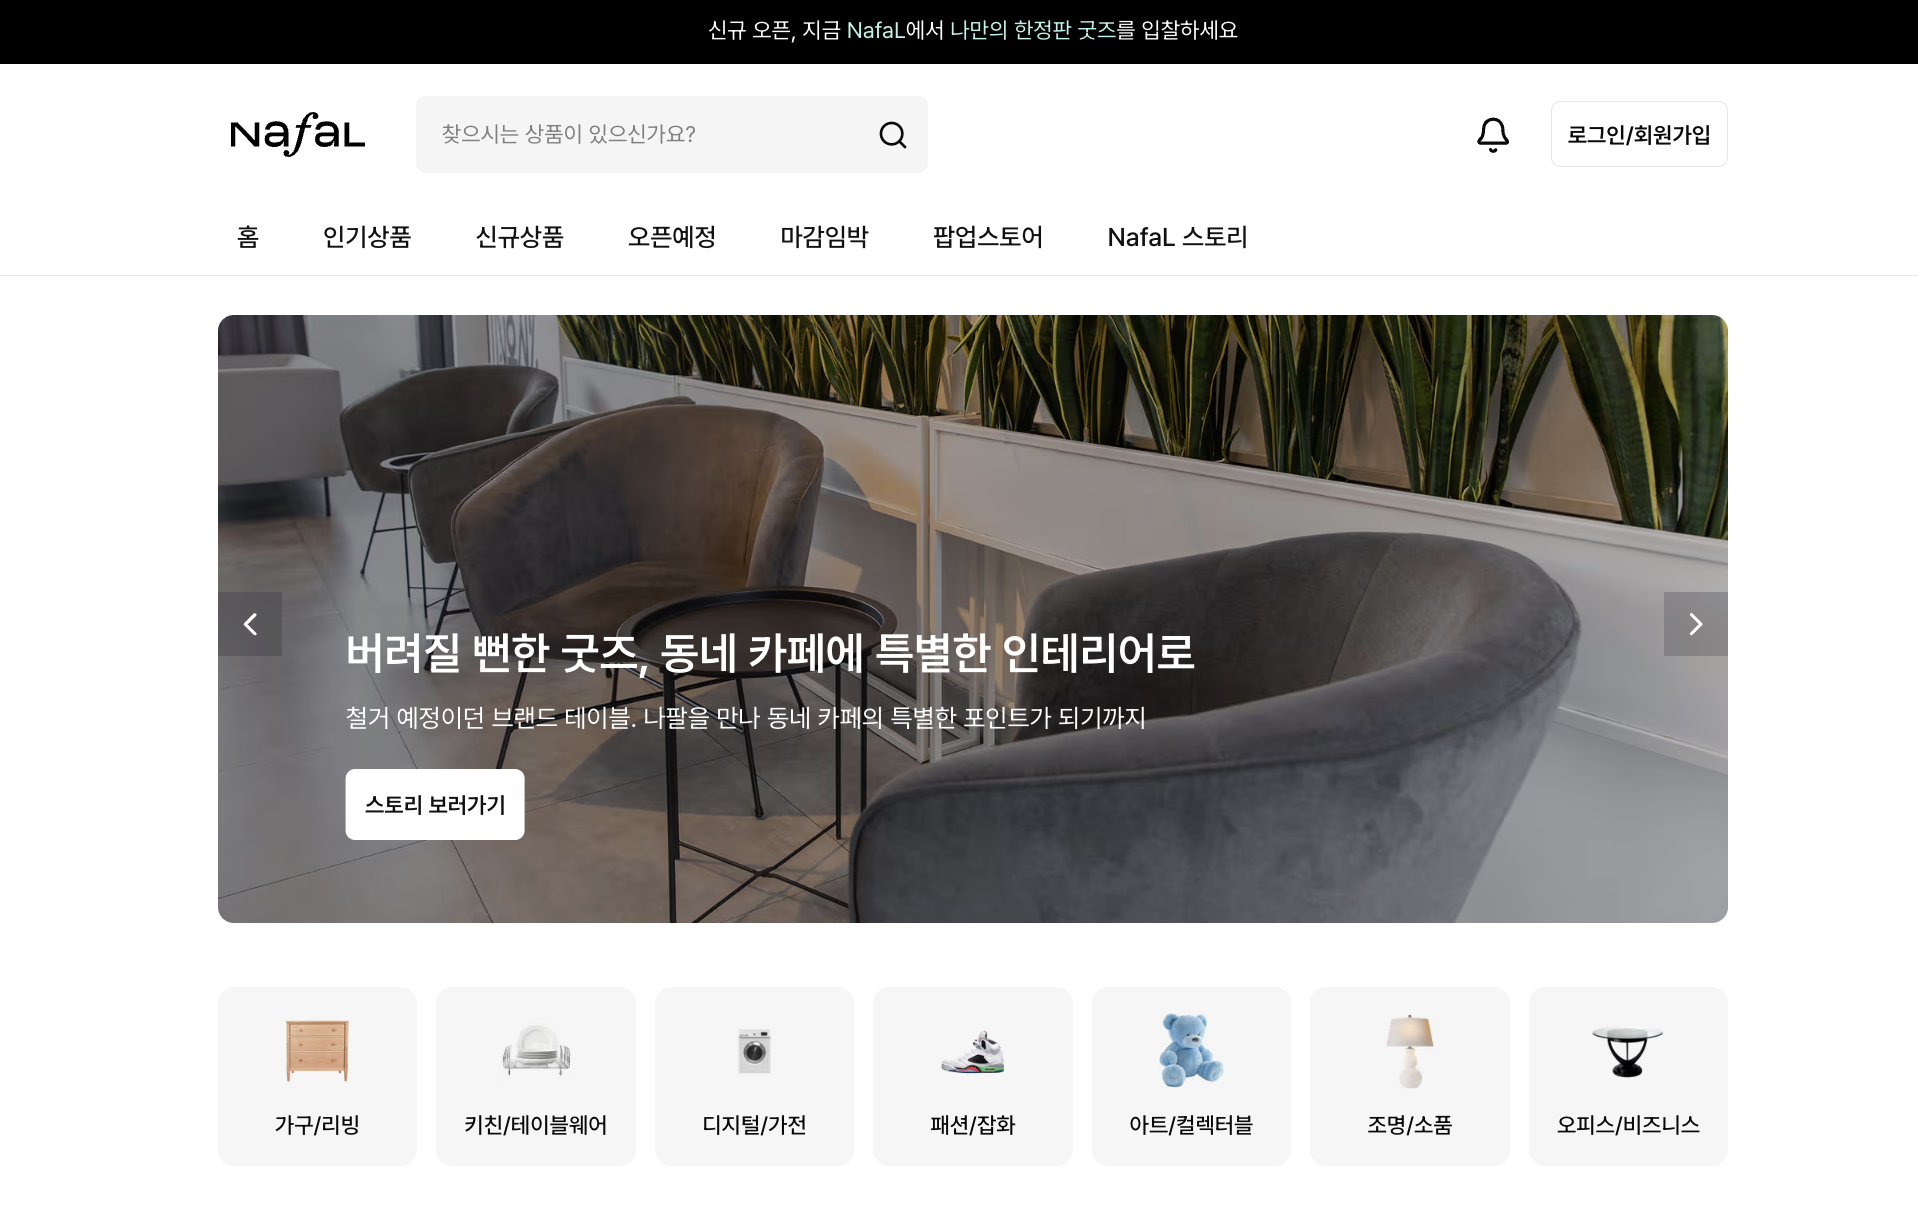 신규 오픈, 지금 NafaL에서 나만의 한정판 굿즈를 입찰하세요
NafaL
찾으시는 상품이 있으신가요?
로그인/회원가입
홈 인기상품 신규상품 오픈예정 마감임박 팝업스토어 NafaL 스토리
버려질 뻔한 굿즈, 동네 카페에 특별한 인테리어로
철거 예정이던 브랜드 테이블. 나팔을 만나 동네 카페의 특별한 포인트가 되기까지
스토리 보러가기
가구/리빙 키친/테이블웨어 디지털/가전 패션/잡화 아트/컬렉터블 조명/소품 오피스/비즈니스